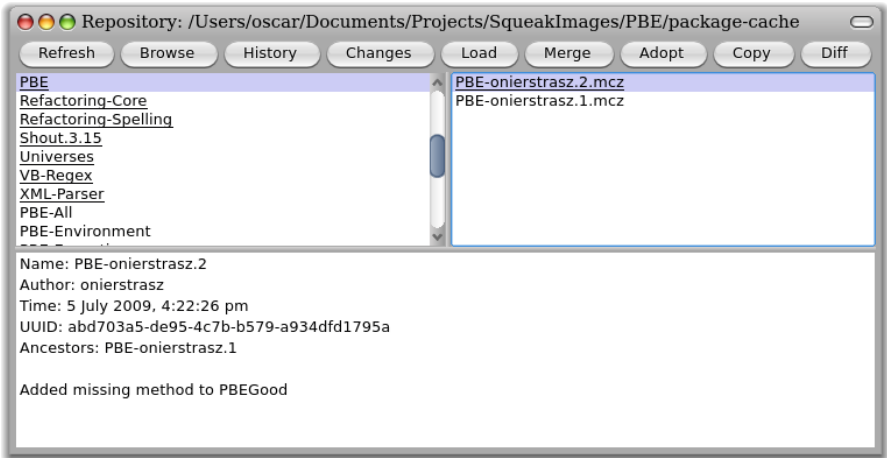 Repository: /Users/oscar/Documents/Projects/SqueakImages/PBE/package-cache
Refresh Browse History Changes Load Merge Adopt Copy Diff
PBE
Refactoring-Core
Refactoring-Spelling
Shout.3.15
Universes
VB-Regex
XML-Parser
PBE-All
PBE-Environment
PBE-onierstrasz.2.mcz
PBE-onierstrasz.1.mcz
Name: PBE-onierstrasz.2
Author: onierstrasz
Time: 5 July 2009, 4:22:26 pm
UUID: abd703a5-de95-4c7b-b579-a934dfd1795a
Ancestors: PBE-onierstrasz.1
Added missing method to PBEGood